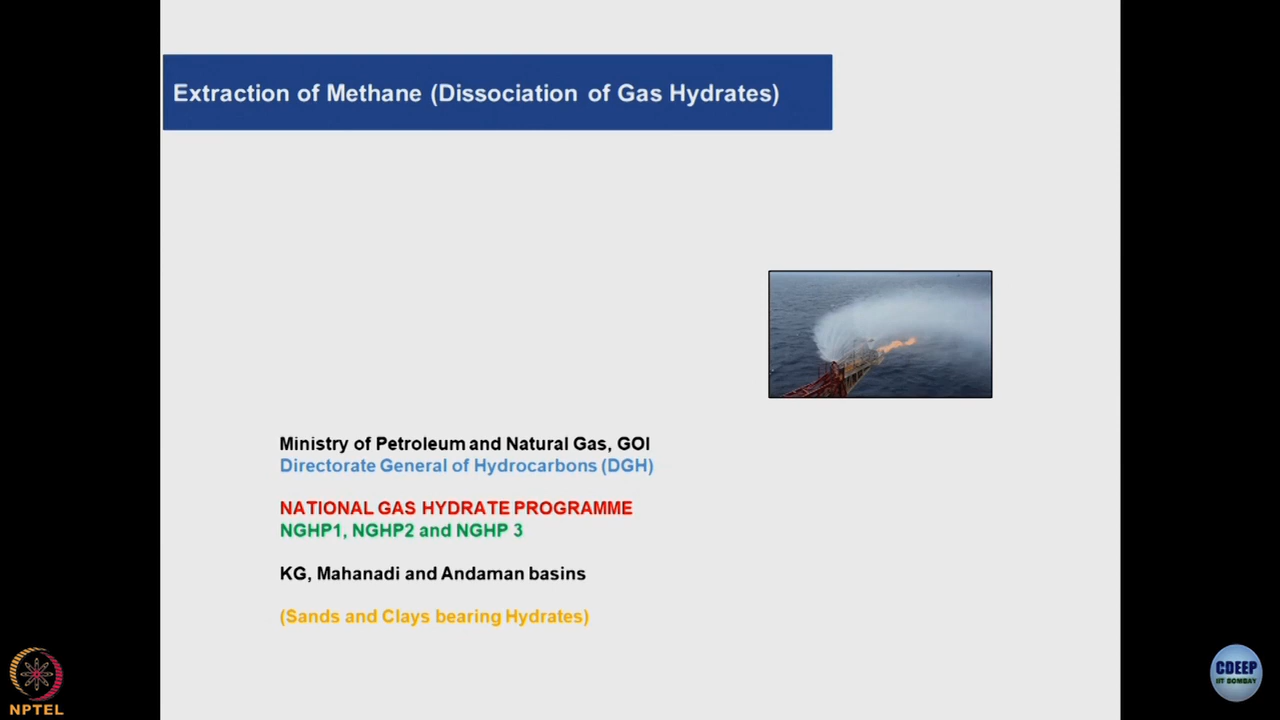 Extraction of Methane (Dissociation of Gas Hydrates)
Ministry of Petroleum and Natural Gas, GOI
Directorate General of Hydrocarbons (DGH)
NATIONAL GAS HYDRATE PROGRAMME
NGHP1, NGHP2 and NGHP 3
KG, Mahanadi and Andaman basins
(Sands and Clays bearing Hydrates)
NPTEL
CDEEP
IIT BOMBAY